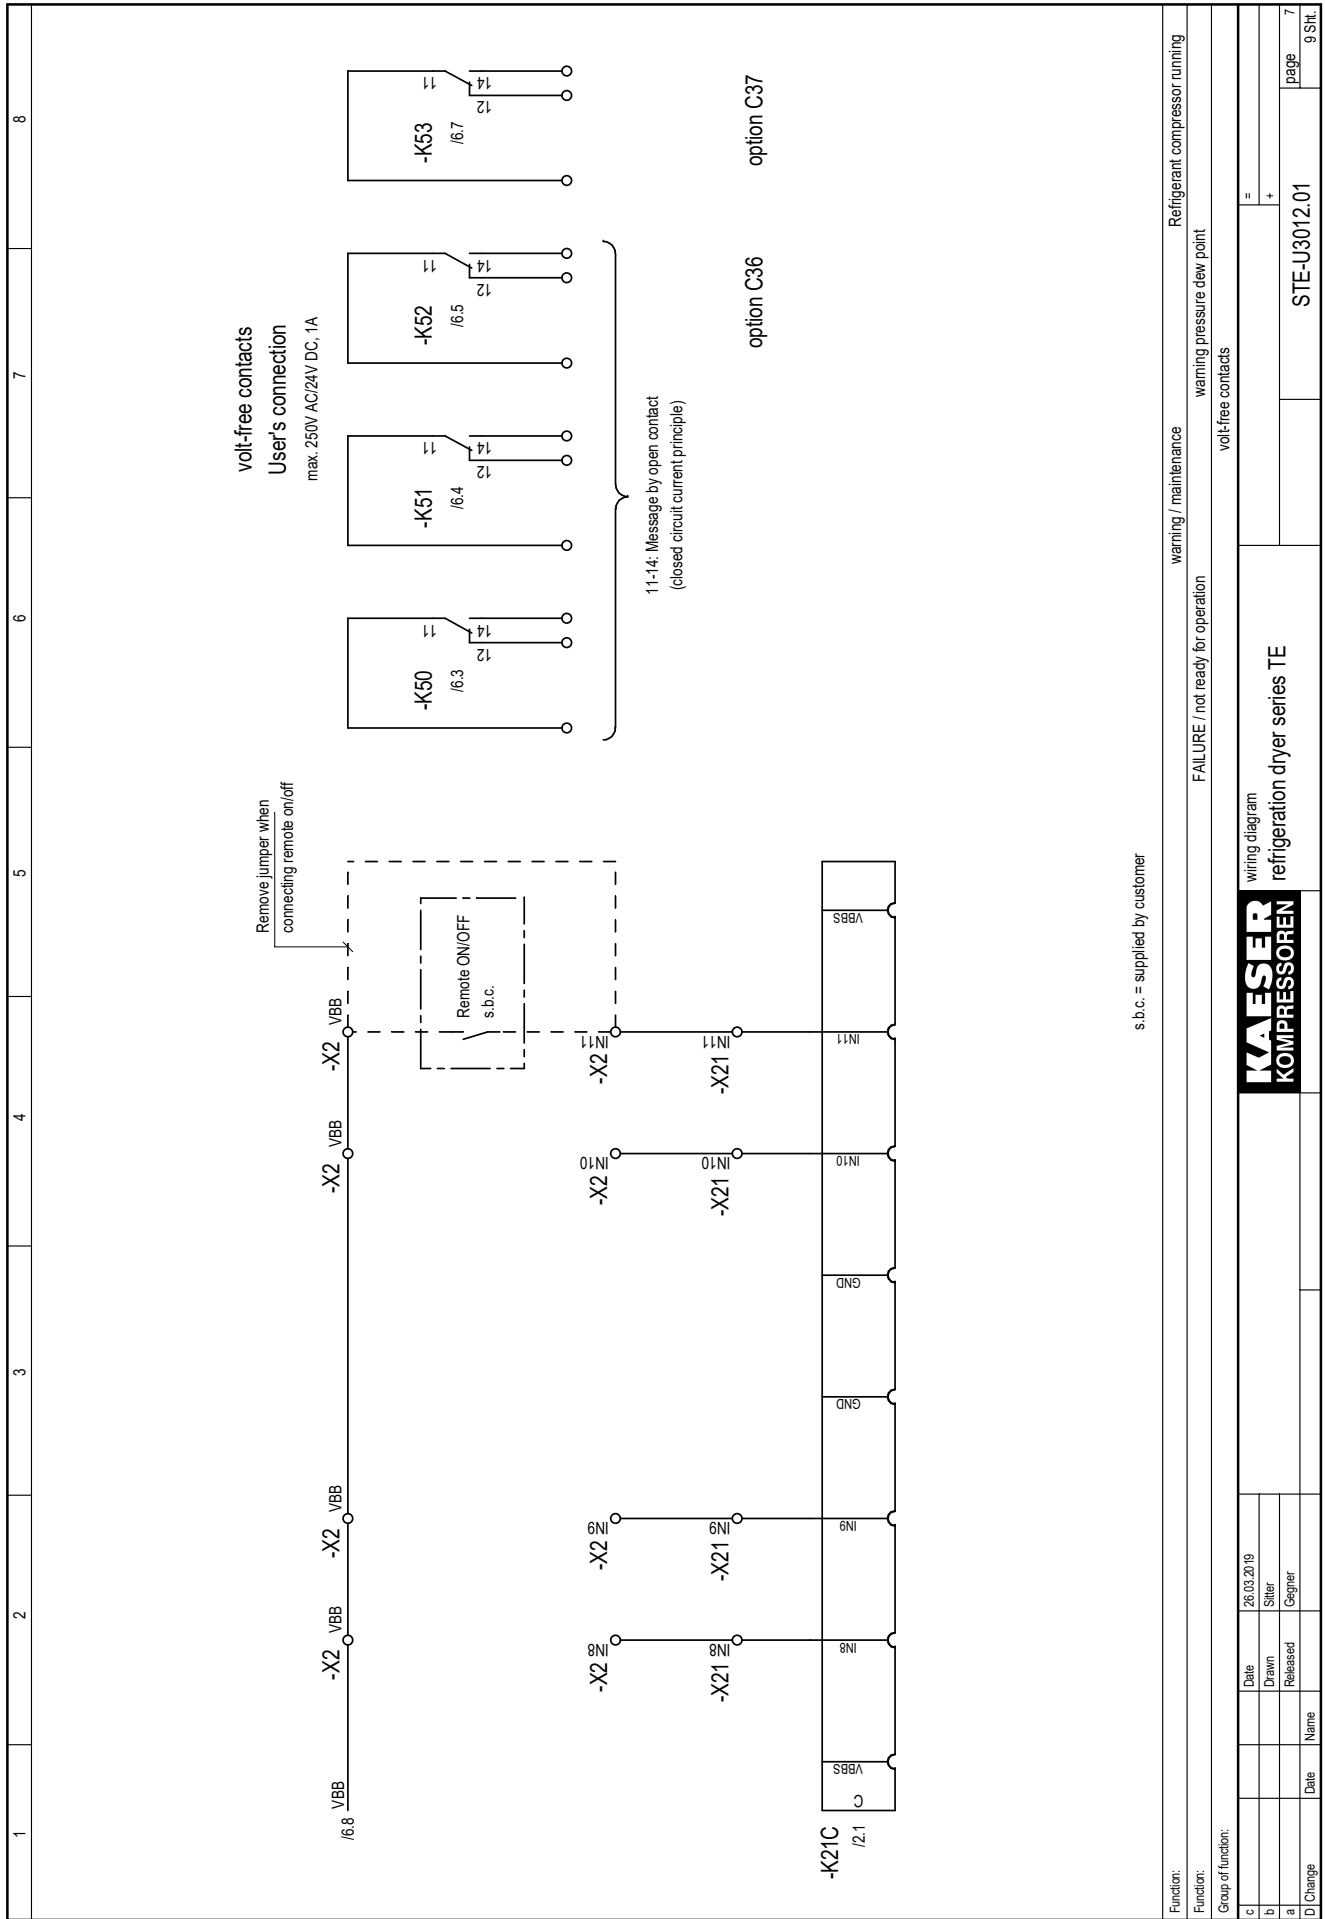 1 2 3 4 5 6 7 8
volt-free contacts
User's connection
max. 250V AC/24V DC, 1A
Remove jumper when
connecting remote on/off
/6.8 VBB
-X2 VBB
-X2 VBB
-X2 VBB
-X2 VBB
Remote ON/OFF
s.b.c.
-K50
/6.3
11
12
14
-K51
/6.4
11
12
14
-K52
/6.5
11
12
14
-K53
/6.7
11
12
14
-X2 IN8
-X2 IN9
-X2 IN10
-X2 IN11
11-14: Message by open contact
(closed circuit current principle)
-X21 IN8
-X21 IN9
-X21 IN10
-X21 IN11
option C36
option C37
-K21C
/2.1
C
VBBS
IN8
IN9
GND
GND
IN10
IN11
VBBS
s.b.c. = supplied by customer
Function: warning / maintenance Refrigerant compressor running
Function: FAILURE / not ready for operation warning pressure dew point
Group of function: volt-free contacts
c Date 26.03.2019
b Drawn Sitter
a Released Gegner
D Change Date Name
KAESER
KOMPRESSOREN
wiring diagram
refrigeration dryer series TE
=
+
STE-U3012.01
page 7
9 Sht.